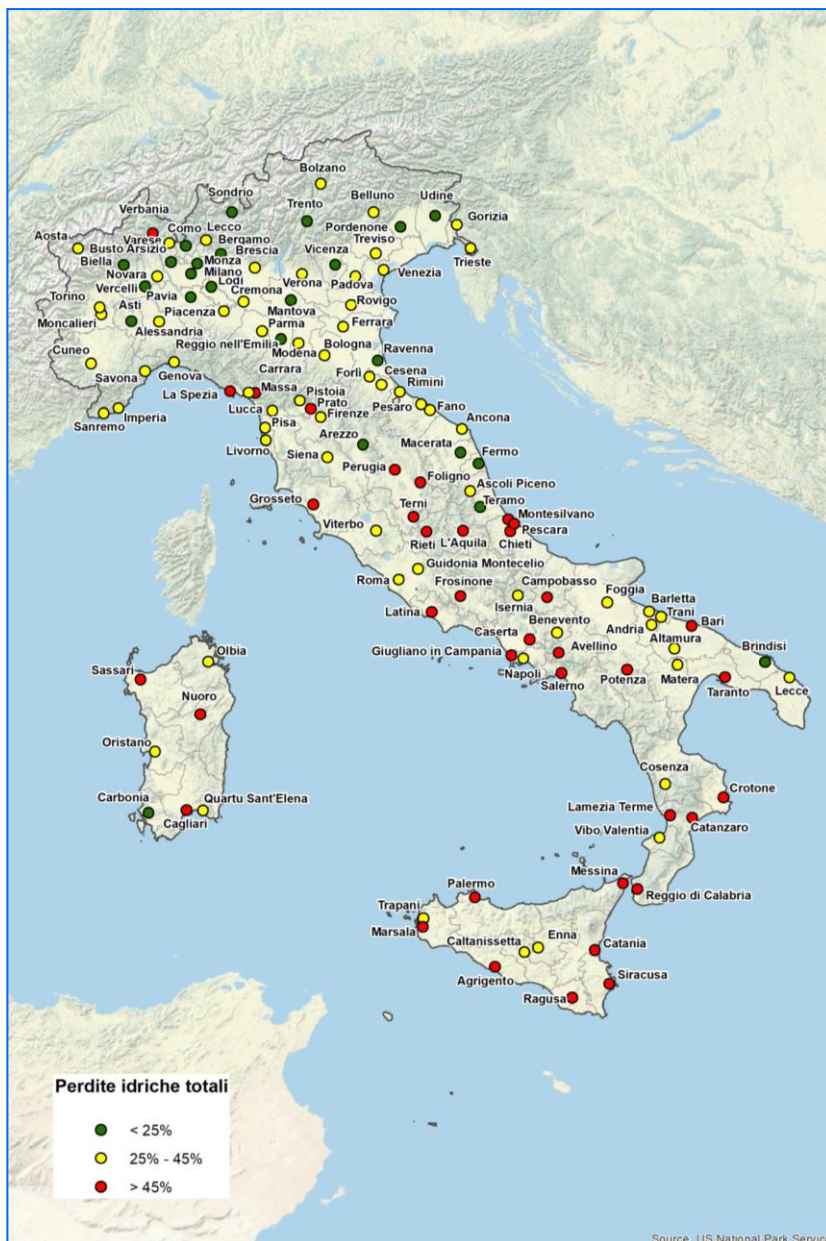 Bolzano
Sondrio
Belluno
Udine
Trento
Verbania
Pordenone
Gorizia
Como
Lecco
Treviso
Aosta
Varese
Bergamo
Busto Arsizio
Brescia
Vicenza
Biella
Monza
Trieste
Novara
Milano
Verona
Venezia
Vercelli
Lodi
Padova
Torino
Cremona
Pavia
Rovigo
Asti
Piacenza
Mantova
Moncalieri
Parma
Ferrara
Alessandria
Reggio nell'Emilia
Bologna
Cuneo
Modena
Ravenna
Carrara
Cesena
Savona
Genova
Forlì
Massa
Rimini
La Spezia
Pistoia
Prato
Pesaro
Fano
Imperia
Lucca
Firenze
Sanremo
Pisa
Ancona
Arezzo
Macerata
Livorno
Fermo
Siena
Perugia
Foligno
Ascoli Piceno
Grosseto
Teramo
Terni
Montesilvano
Viterbo
Pescara
Rieti
L'Aquila
Chieti
Guidonia Montecelio
Roma
Frosinone
Campobasso
Foggia
Barletta
Latina
Isernia
Trani
Benevento
Bari
Caserta
Andria
Altamura
Brindisi
Giugliano in Campania
Avellino
Napoli
Potenza
Matera
Salerno
Taranto
Lecce
Olbia
Sassari
Nuoro
Oristano
Cosenza
Carbonia
Quartu Sant'Elena
Crotone
Cagliari
Lamezia Terme
Catanzaro
Vibo Valentia
Messina
Palermo
Reggio di Calabria
Trapani
Marsala
Caltanissetta
Enna
Catania
Agrigento
Siracusa
Ragusa
Perdite idriche totali
< 25%
25% - 45%
> 45%
Source: US National Park Service